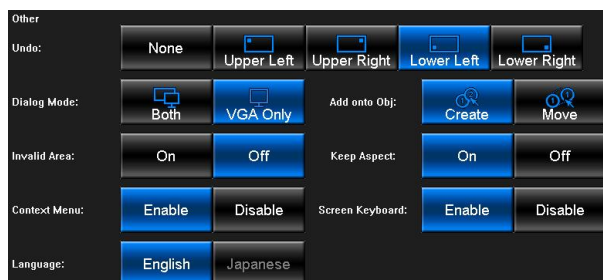 Other
Undo: None Upper Left Upper Right Lower Left Lower Right
Dialog Mode: Both VGA Only Add onto Obj: Create Move
Invalid Area: On Off Keep Aspect: On Off
Context Menu: Enable Disable Screen Keyboard: Enable Disable
Language: English Japanese